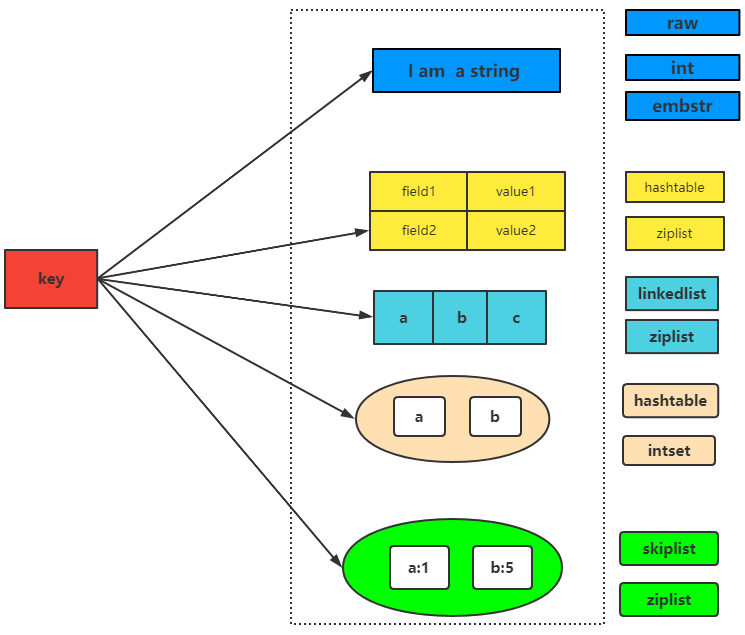 key
I am  a string
field1 value1
field2 value2
a b c
a b
a:1 b:5
raw
int
embstr
hashtable
ziplist
linkedlist
ziplist
hashtable
intset
skiplist
ziplist